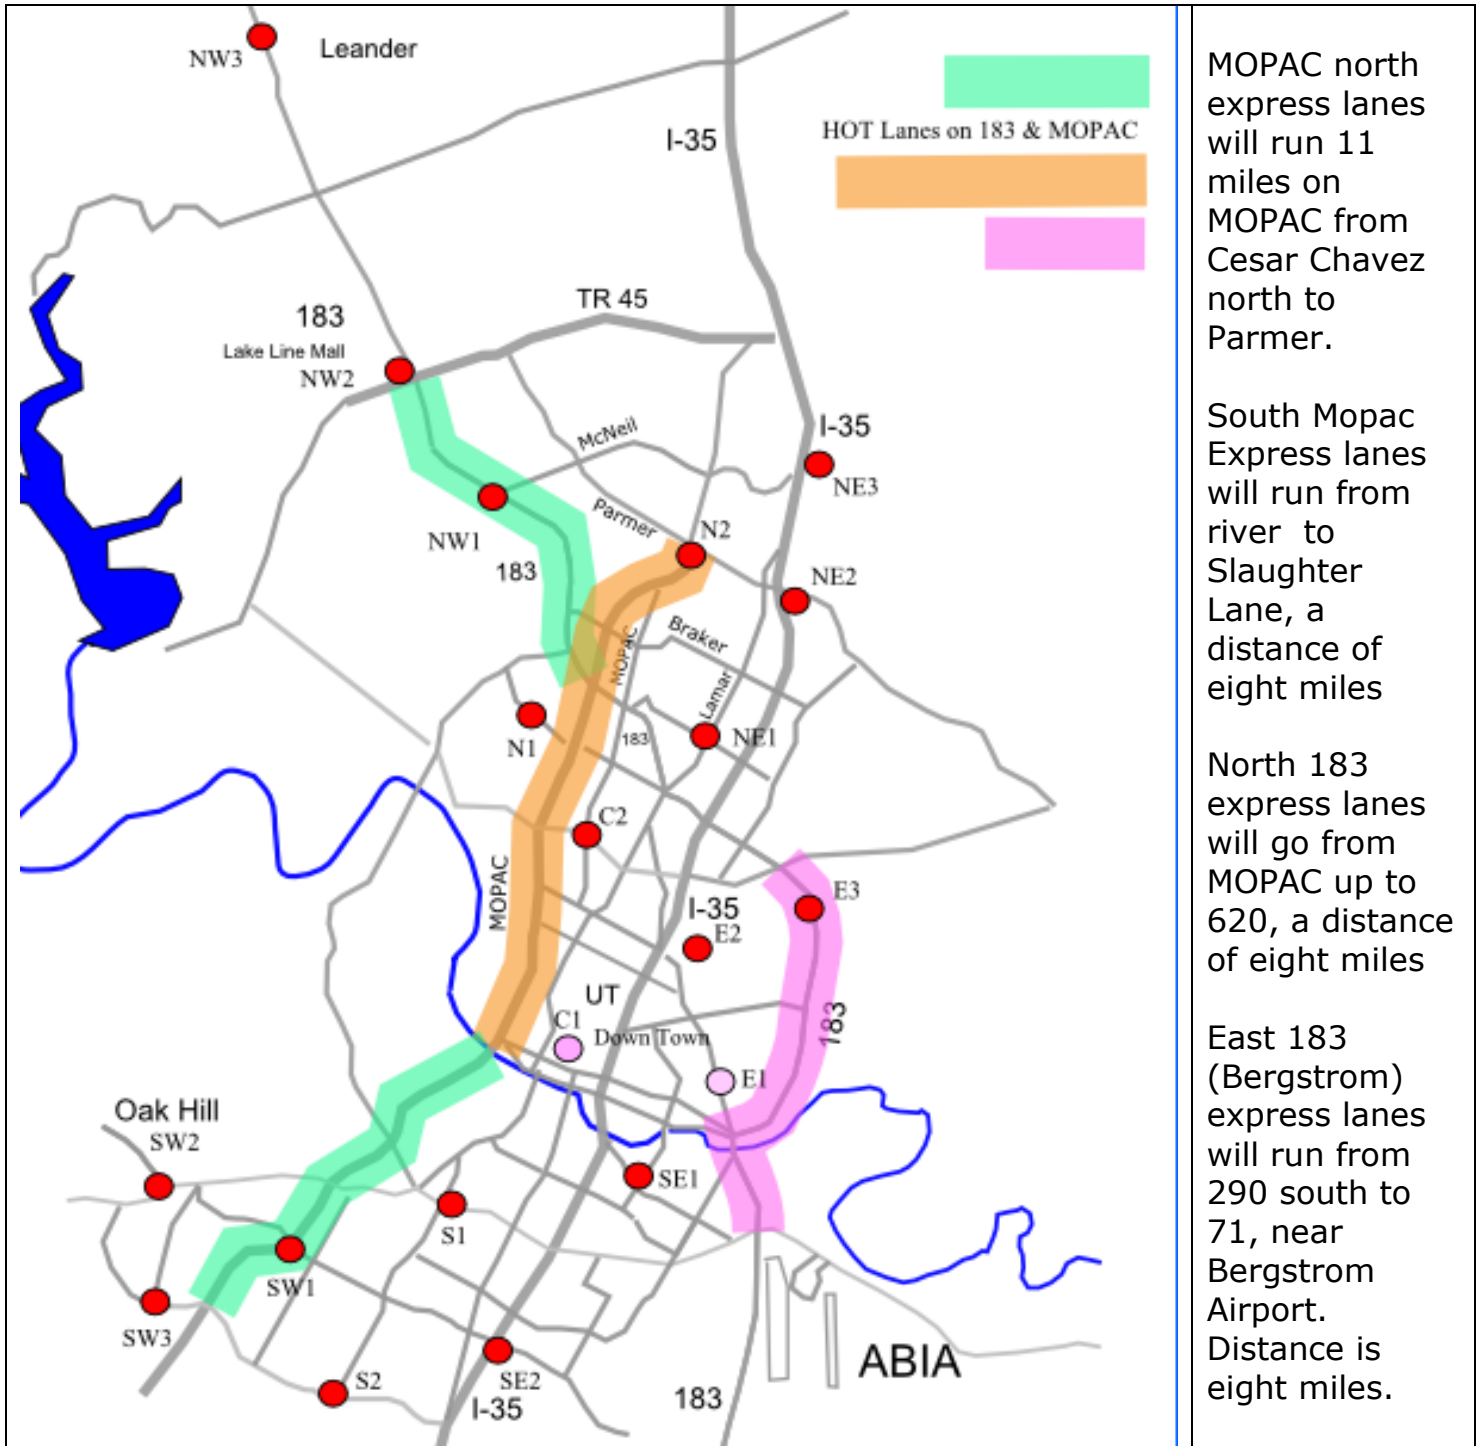 NW3
Leander
I-35
HOT Lanes on 183 & MOPAC
TR 45
183
Lake Line Mall
NW2
McNeil
I-35
NE3
Parmer
N2
NW1
183
NE2
Braker
MOPAC
Lamar
N1
183
NE1
C2
MOPAC
E3
I-35
E2
UT
C1
Down Town
183
E1
Oak Hill
SW2
SE1
S1
SW1
SW3
ABIA
S2
SE2
I-35
183
MOPAC north
express lanes
will run 11
miles on
MOPAC from
Cesar Chavez
north to
Parmer.
South Mopac
Express lanes
will run from
river to
Slaughter
Lane, a
distance of
eight miles
North 183
express lanes
will go from
MOPAC up to
620, a distance
of eight miles
East 183
(Bergstrom)
express lanes
will run from
290 south to
71, near
Bergstrom
Airport.
Distance is
eight miles.